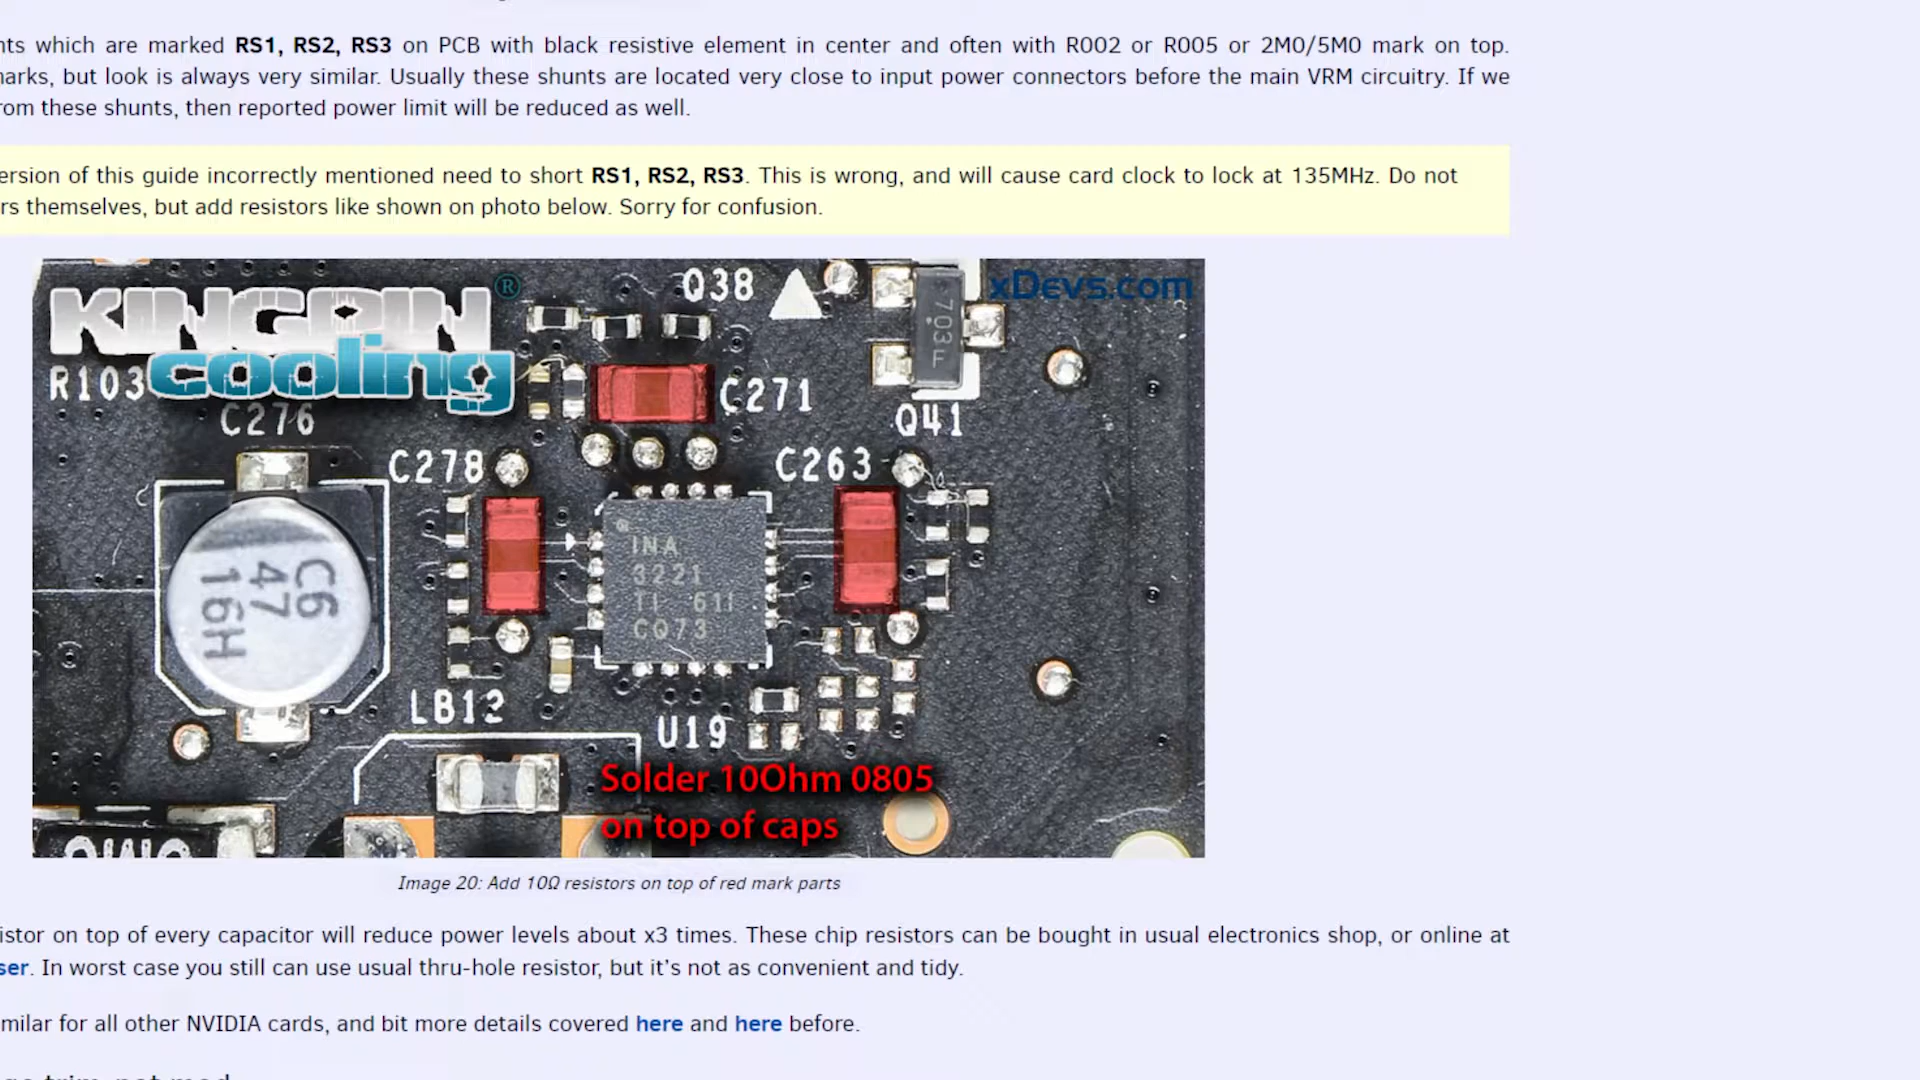 nts which are marked RS1, RS2, RS3 on PCB with black resistive element in center and often with R002 or R005 or 2M0/5M0 mark on top.
marks, but look is always very similar. Usually these shunts are located very close to input power connectors before the main VRM circuitry. If we
rom these shunts, then reported power limit will be reduced as well.
ersion of this guide incorrectly mentioned need to short RS1, RS2, RS3. This is wrong, and will cause card clock to lock at 135MHz. Do not
rs themselves, but add resistors like shown on photo below. Sorry for confusion.
KINGPIN®
cooling
xDevs.com
Q38
703F
R103
C271
C276
Q41
C278
C263
INA
3221
TI 61I
CQ73
C6
47
16H
LB12
U19
Solder 10Ohm 0805
on top of caps
Image 20: Add 10Ω resistors on top of red mark parts
istor on top of every capacitor will reduce power levels about x3 times. These chip resistors can be bought in usual electronics shop, or online at
ser. In worst case you still can use usual thru-hole resistor, but it's not as convenient and tidy.
milar for all other NVIDIA cards, and bit more details covered here and here before.